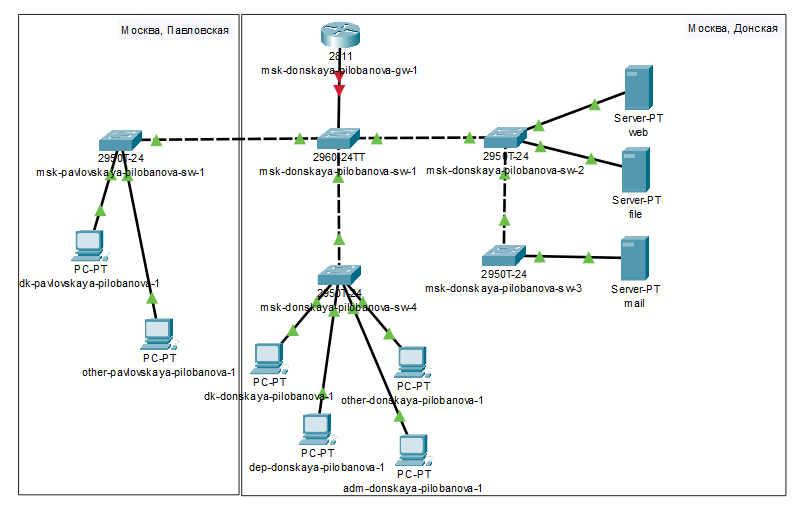 Москва, Павловская
Москва, Донская
2811
msk-donskaya-pilobanova-gw-1
2950T-24
msk-pavlovskaya-pilobanova-sw-1
2960-24TT
msk-donskaya-pilobanova-sw-1
2950T-24
msk-donskaya-pilobanova-sw-2
Server-PT
web
Server-PT
file
PC-PT
dk-pavlovskaya-pilobanova-1
2950T-24
msk-donskaya-pilobanova-sw-4
2950T-24
msk-donskaya-pilobanova-sw-3
Server-PT
mail
PC-PT
other-pavlovskaya-pilobanova-1
PC-PT
dk-donskaya-pilobanova-1
PC-PT
other-donskaya-pilobanova-1
PC-PT
dep-donskaya-pilobanova-1
PC-PT
adm-donskaya-pilobanova-1